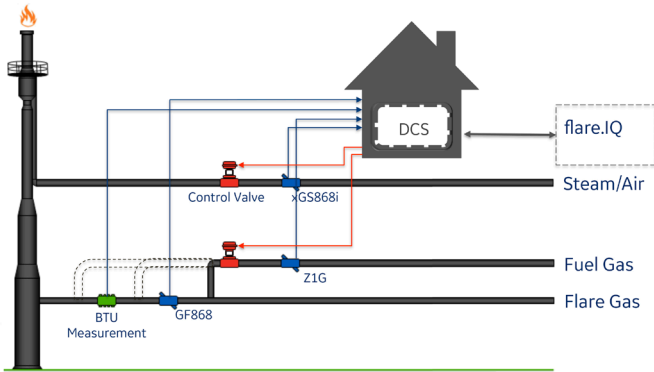 DCS
flare.IQ
Steam/Air
Control Valve
xGS868i
Fuel Gas
Z1G
Flare Gas
GF868
BTU
Measurement